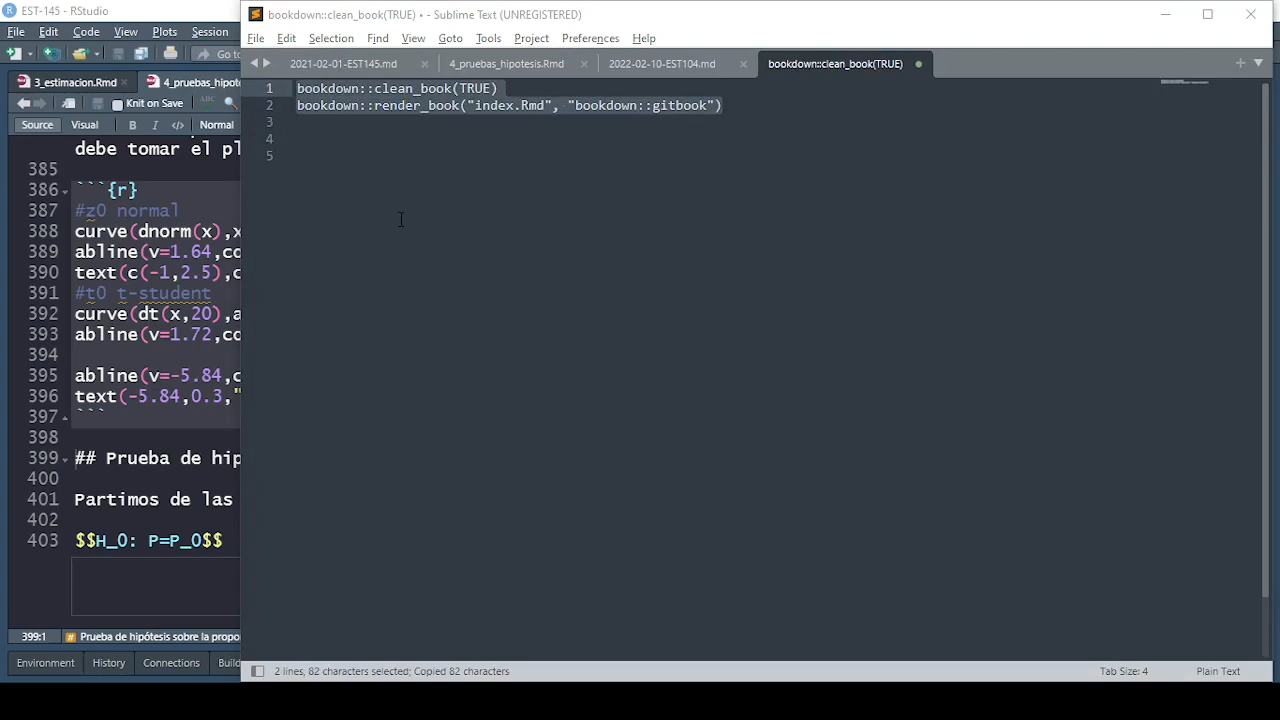 EST-145 - RStudio
File Edit Code View Plots Session
Go to
3_estimacion.Rmd 4_pruebas_hipote
Knit on Save ABC
Source Visual B I </> Normal
debe tomar el pl
385
386 ```{r}
387 #z0 normal
388 curve(dnorm(x),x
389 abline(v=1.64,co
390 text(c(-1,2.5),c
391 #t0 t-student
392 curve(dt(x,20),a
393 abline(v=1.72,co
394
395 abline(v=-5.84,c
396 text(-5.84,0.3,"
397 ```
398
399 ## Prueba de hip
400
401 Partimos de las
402
403 $$H_0: P=P_0$$
399:1 # Prueba de hipótesis sobre la propo
Environment History Connections Build
bookdown::clean_book(TRUE) • - Sublime Text (UNREGISTERED)
File Edit Selection Find View Goto Tools Project Preferences Help
2021-02-01-EST145.md 4_pruebas_hipotesis.Rmd 2022-02-10-EST104.md bookdown::clean_book(TRUE)
1 bookdown::clean_book(TRUE)
2 bookdown::render_book("index.Rmd", "bookdown::gitbook")
3
4
5
2 lines, 82 characters selected; Copied 82 characters Tab Size: 4 Plain Text